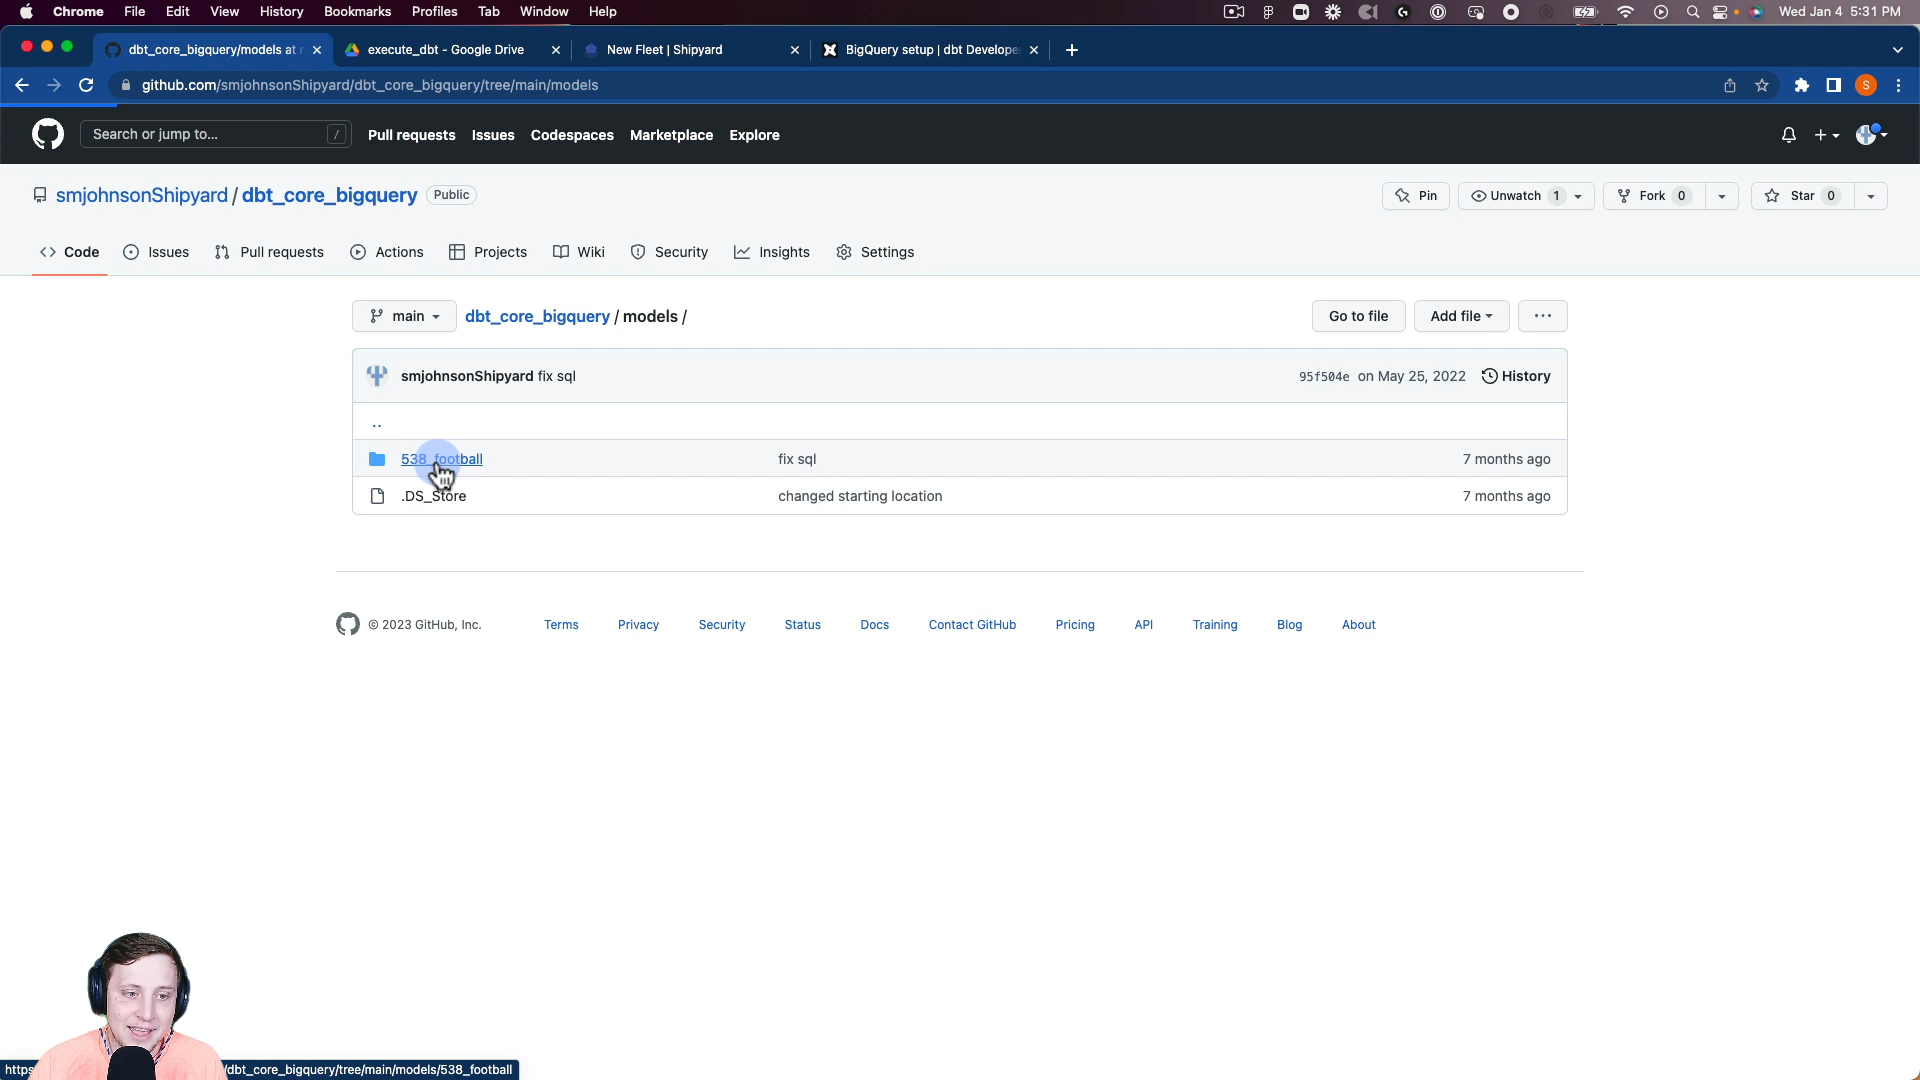 Chrome File Edit View History Bookmarks Profiles Tab Window Help Wed Jan 4 5:31 PM
dbt_core_bigquery/models at execute_dbt - Google Drive New Fleet | Shipyard BigQuery setup | dbt Develope
github.com/smjohnsonShipyard/dbt_core_bigquery/tree/main/models S
Search or jump to... / Pull requests Issues Codespaces Marketplace Explore
smjohnsonShipyard / dbt_core_bigquery Public Pin Unwatch 1 Fork 0 Star 0
Code Issues Pull requests Actions Projects Wiki Security Insights Settings
main dbt_core_bigquery / models / Go to file Add file ...
smjohnsonShipyard fix sql 95f504e on May 25, 2022 History
..
538_football fix sql 7 months ago
.DS_Store changed starting location 7 months ago
© 2023 GitHub, Inc. Terms Privacy Security Status Docs Contact GitHub Pricing API Training Blog About
https /dbt_core_bigquery/tree/main/models/538_football